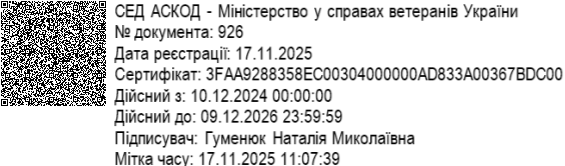 СЕД АСКОД - Міністерство у справах ветеранів України
№ документа: 926
Дата реєстрації: 17.11.2025
Сертифікат: 3FAA9288358EC00304000000AD833A00367BDC00
Дійсний з: 10.12.2024 00:00:00
Дійсний до: 09.12.2026 23:59:59
Підписувач: Гуменюк Наталія Миколаївна
Мітка часу: 17.11.2025 11:07:39